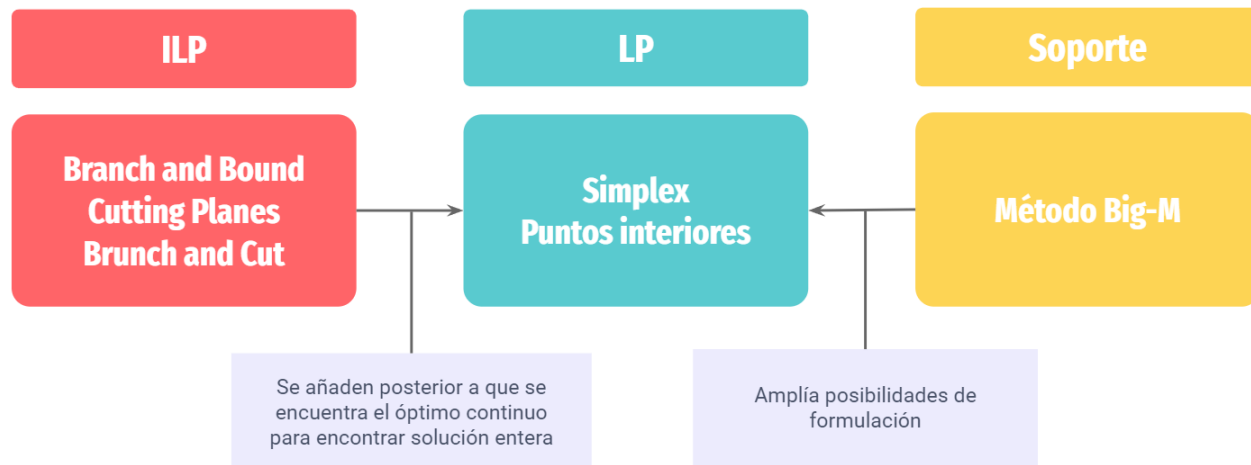 ILP
LP
Soporte
Branch and Bound
Cutting Planes
Brunch and Cut
Simplex
Puntos interiores
Método Big-M
Se añaden posterior a que se
encuentra el óptimo continuo
para encontrar solución entera
Amplía posibilidades de
formulación